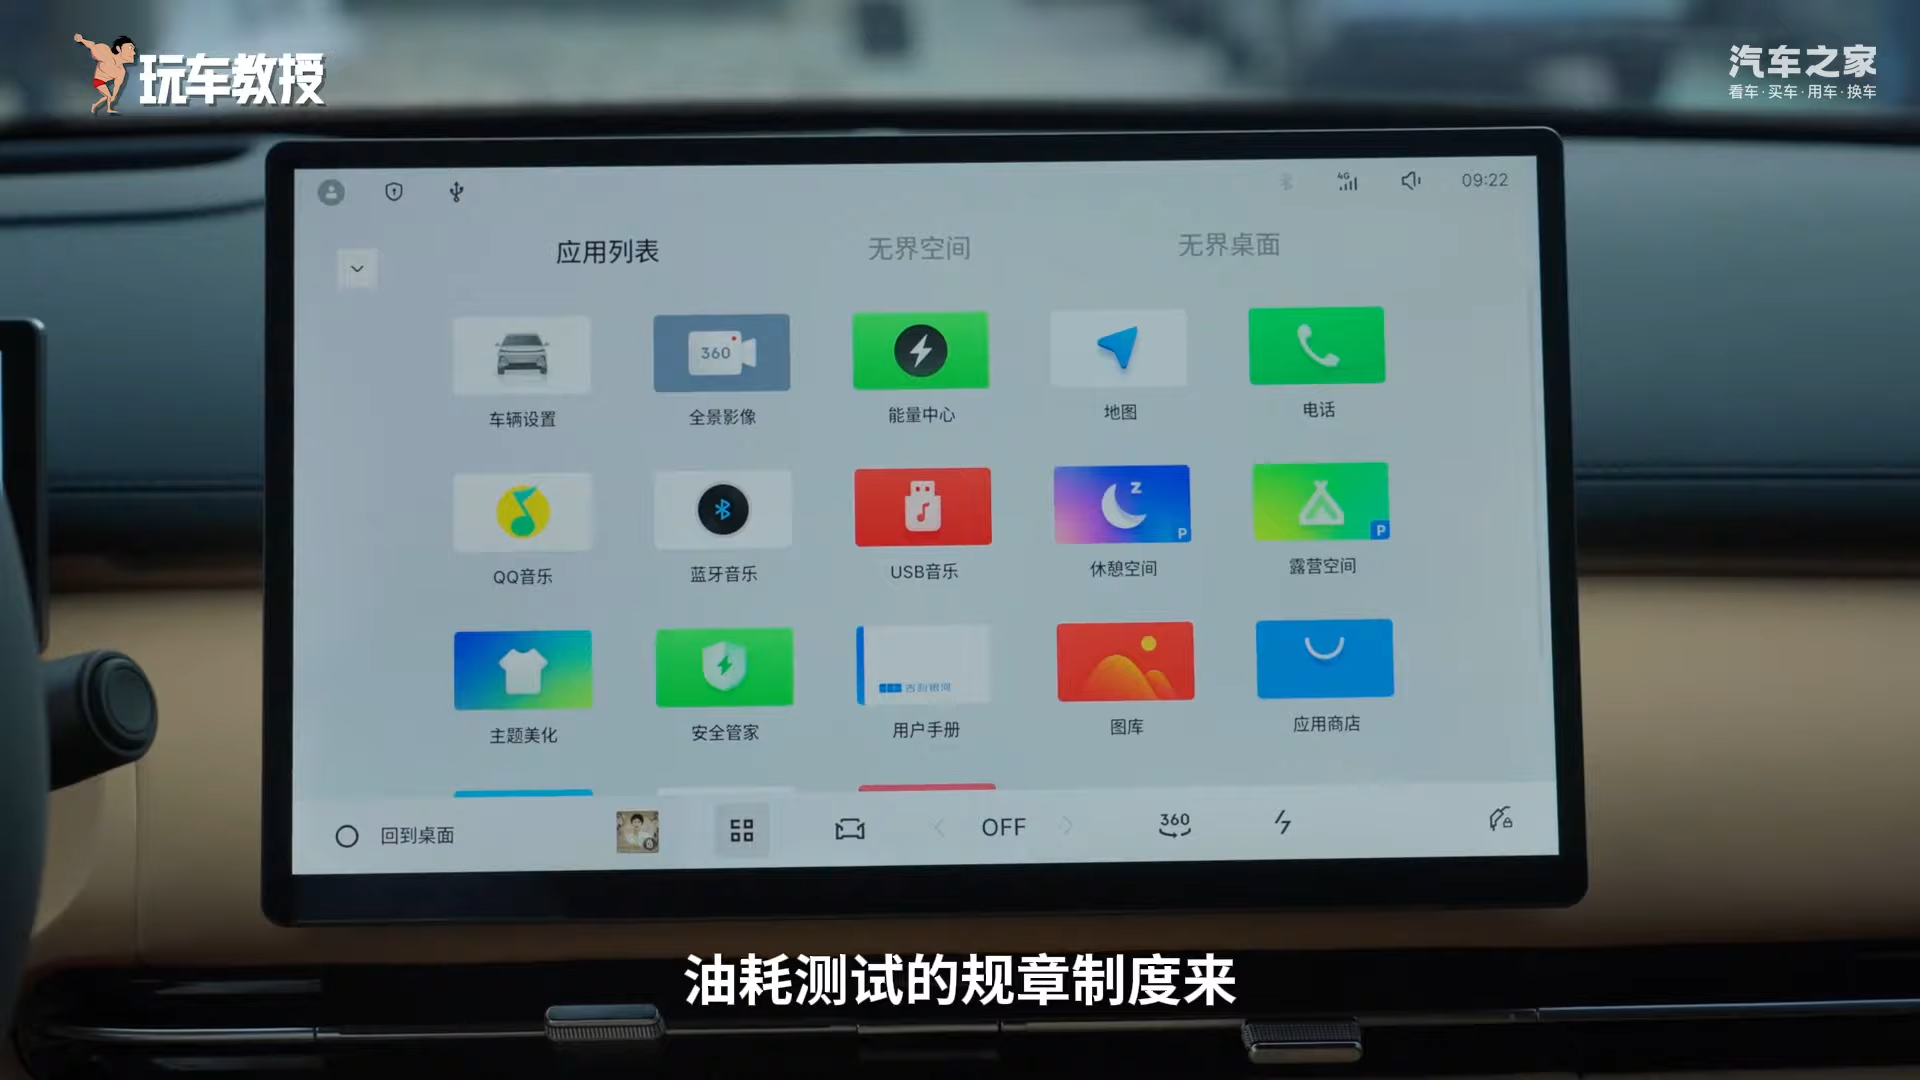 玩车教授
汽车之家
看车·买车·用车·换车
4G
09:22
应用列表
无界空间
无界桌面
360
车辆设置
全景影像
能量中心
地图
电话
Z
P
P
QQ音乐
蓝牙音乐
USB音乐
休憩空间
露营空间
吉利银河
主题美化
安全管家
用户手册
图库
应用商店
回到桌面
OFF
360
油耗测试的规章制度来